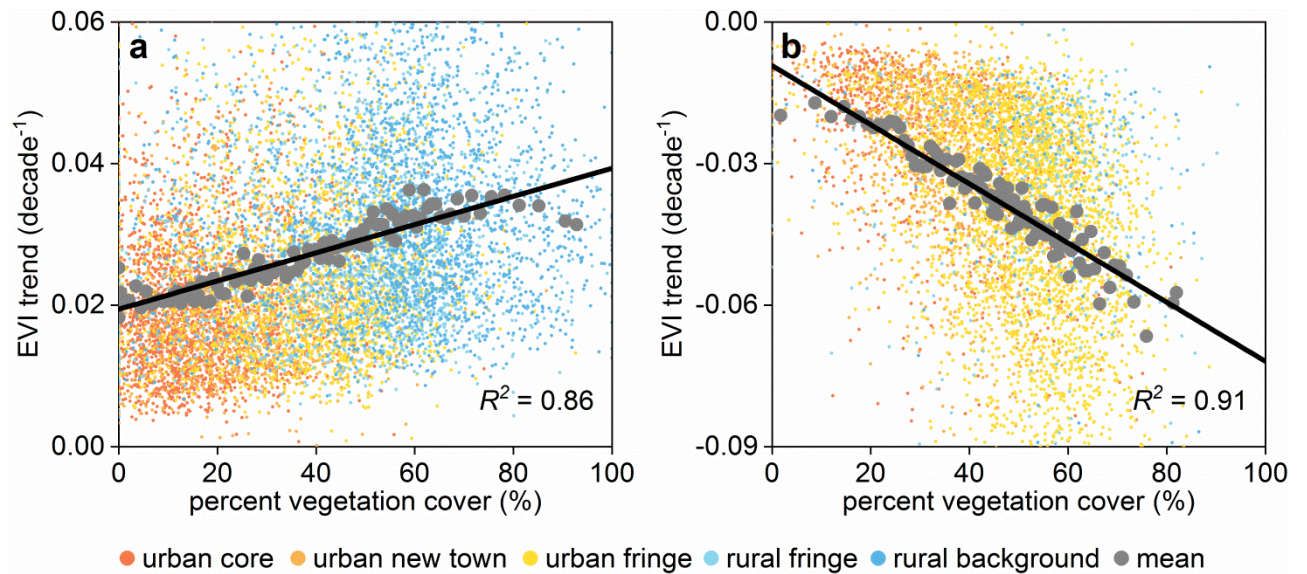 a
0.06
0.04
0.02
0.00
EVI trend (decade⁻¹)
R² = 0.86
0 20 40 60 80 100
percent vegetation cover (%)
b
0.00
-0.03
-0.06
-0.09
EVI trend (decade⁻¹)
R² = 0.91
0 20 40 60 80 100
percent vegetation cover (%)
urban core urban new town urban fringe rural fringe rural background mean